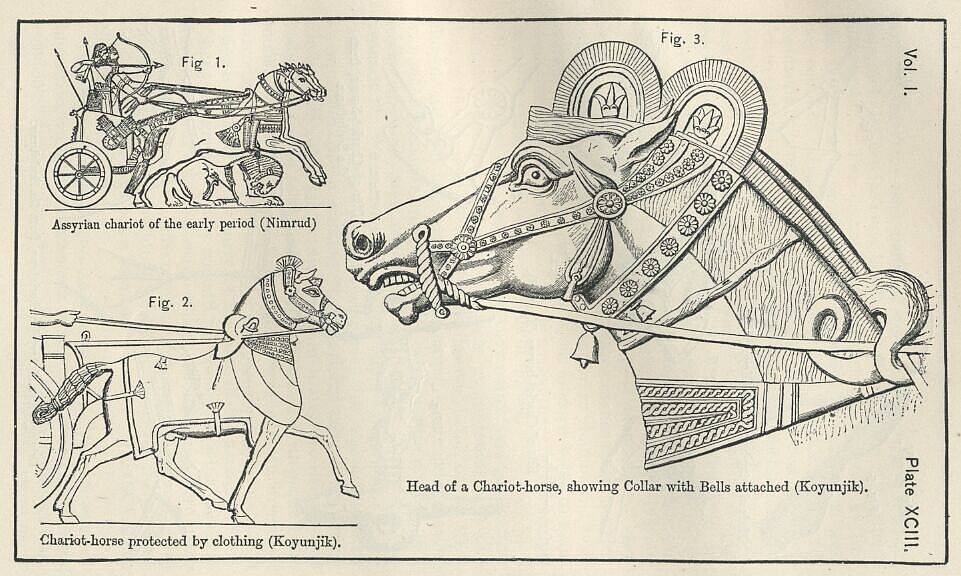 Fig 1.
Assyrian chariot of the early period (Nimrud)
Fig. 2.
Chariot-horse protected by clothing (Koyunjik).
Fig. 3.
Head of a Chariot-horse, showing Collar with Bells attached (Koyunjik).
Vol. I.
Plate XCIII.